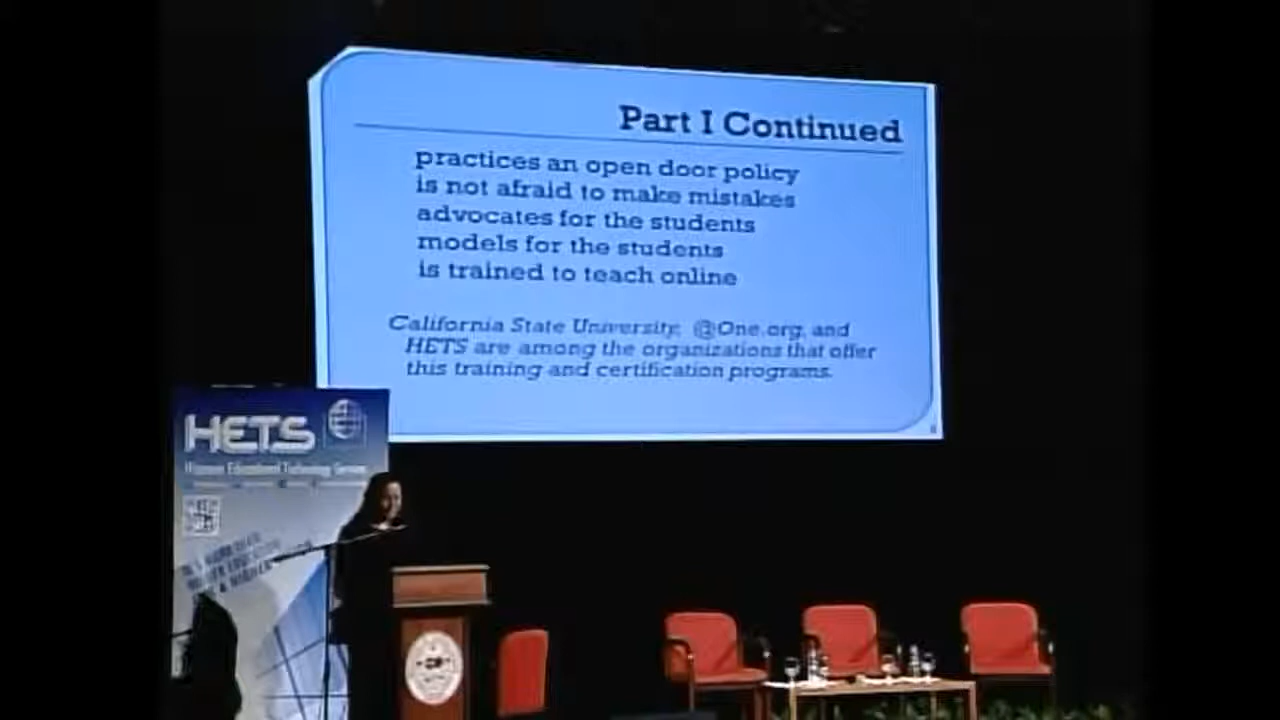 Part I Continued
practices an open door policy
is not afraid to make mistakes
advocates for the students
models for the students
is trained to teach online
California State University, @One.org, and
HETS are among the organizations that offer
this training and certification programs.
HETS
Educational Technology